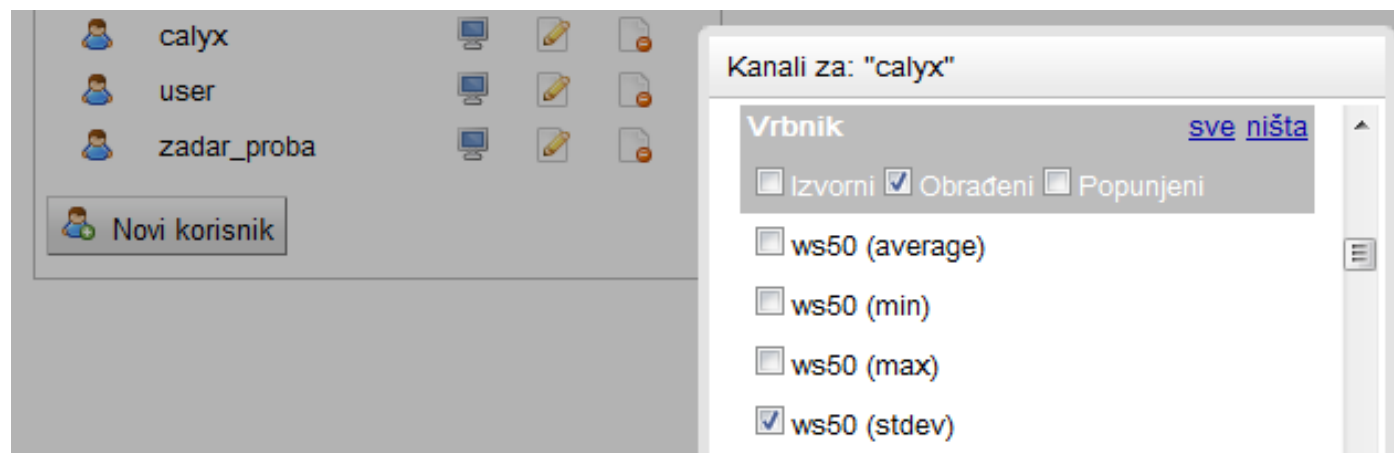 calyx
user
zadar_proba
Novi korisnik
Kanali za: "calyx"
Vrbnik sve ništa
Izvorni Obrađeni Popunjeni
ws50 (average)
ws50 (min)
ws50 (max)
ws50 (stdev)